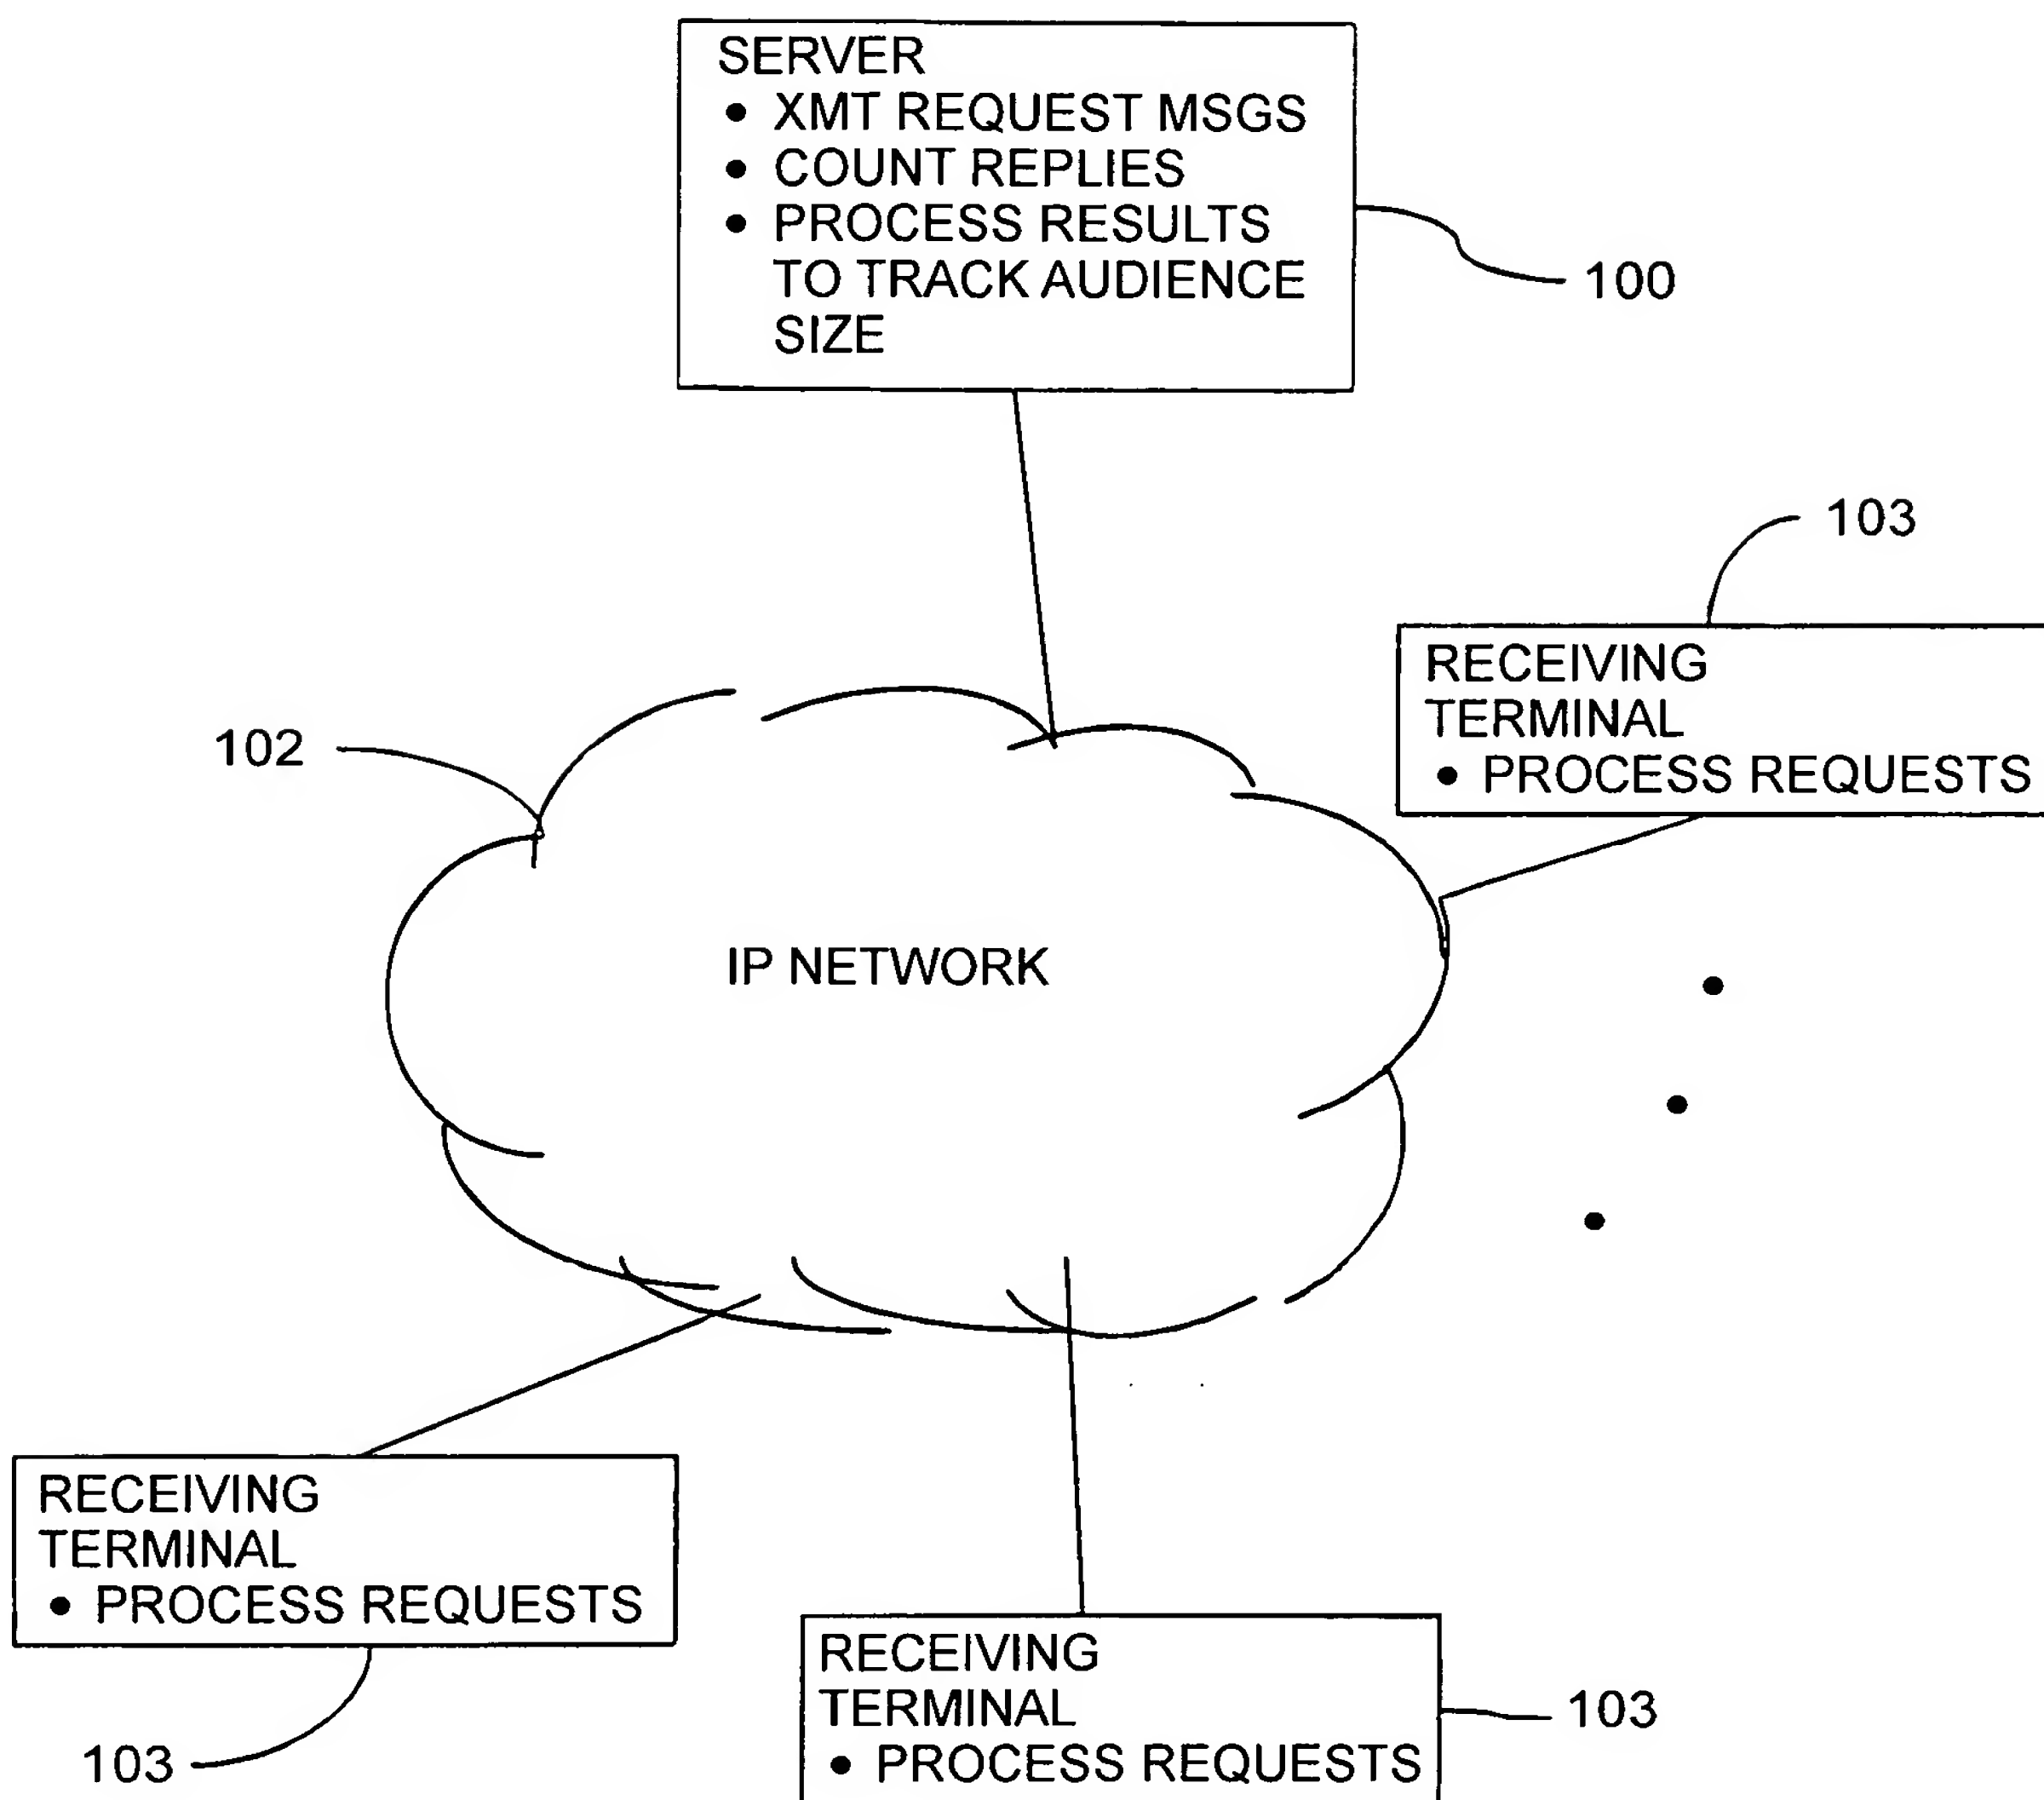 SERVER
• XMT REQUEST MSGS
• COUNT REPLIES
• PROCESS RESULTS
TO TRACK AUDIENCE
SIZE
100
103
RECEIVING
TERMINAL
• PROCESS REQUESTS
102
IP NETWORK
RECEIVING
TERMINAL
• PROCESS REQUESTS
103
RECEIVING
TERMINAL
• PROCESS REQUESTS
103